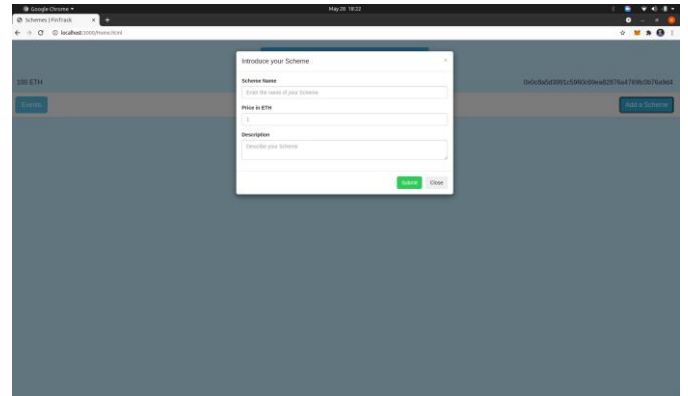 Google Chrome
May 28 18:22
Schemes | FinTrack
localhost:3000/Home.html
Introduce your Scheme
×
100 ETH
Scheme Name
Enter the name of your Scheme
Price in ETH
1
Events
Add a Scheme
Description
Describe your Scheme
Submit
Close